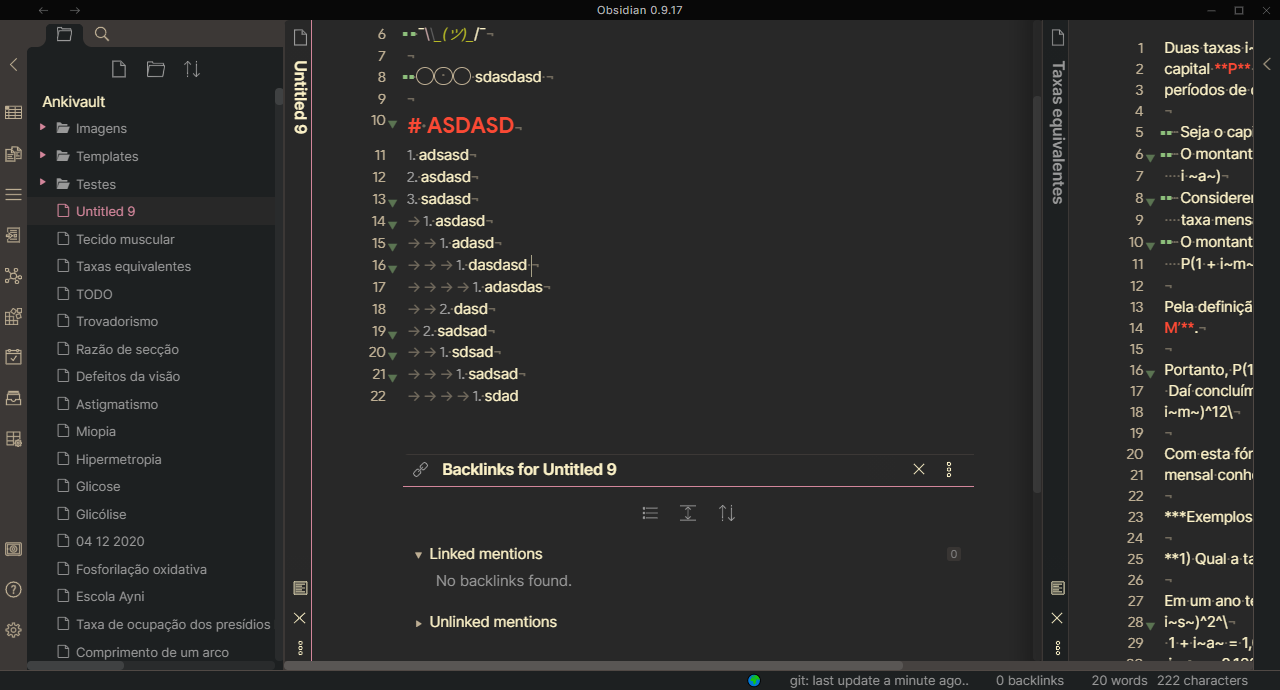 Obsidian 0.9.17
Ankivault
Imagens
Templates
Testes
Untitled 9
Tecido muscular
Taxas equivalentes
TODO
Trovadorismo
Razão de secção
Defeitos da visão
Astigmatismo
Miopia
Hipermetropia
Glicose
Glicólise
04 12 2020
Fosforilação oxidativa
Escola Ayni
Taxa de ocupação dos presídios
Comprimento de um arco
Untitled 9
6 ¯\\_(ツ)_/¯
7
8 sdasdasd
9
10 # ASDASD
11 1. adsasd
12 2. asdasd
13 3. sadasd
14 1. asdasd
15 1. adasd
16 1. dasdasd
17 1. adasdas
18 2. dasd
19 2. sadsad
20 1. sdsad
21 1. sadsad
22 1. sdad
Backlinks for Untitled 9
Linked mentions 0
No backlinks found.
Unlinked mentions
Taxas equivalentes
1 Duas taxas i~
2 capital **P**
3 períodos de
4
5 Seja o cap
6 O montant
7 i ~a~)
8 Considerer
9 taxa mensa
10 O montant
11 P(1 + i~m~
12
13 Pela definiçã
14 M'**.
15
16 Portanto, P(1
17 Daí concluím
18 i~m~)^12\
19
20 Com esta fór
21 mensal conhe
22
23 ***Exemplos
24
25 **1) Qual a ta
26
27 Em um ano te
28 i~s~)^2^\
29 1 + i~a~ = 1,
git: last update a minute ago..
0 backlinks
20 words
222 characters